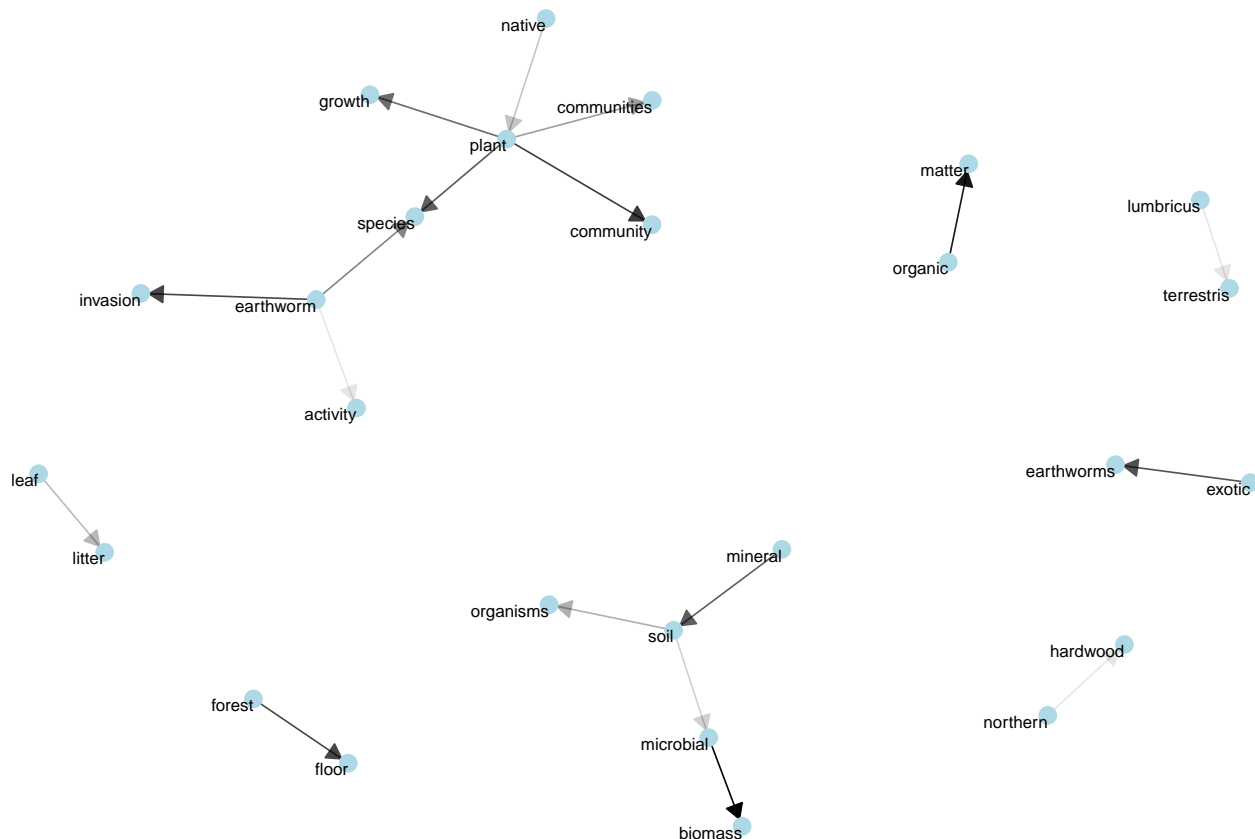 native
growth
communities
plant
matter
lumbricus
species
community
organic
terrestris
invasion
earthworm
activity
leaf
earthworms
exotic
litter
mineral
organisms
soil
hardwood
forest
northern
microbial
floor
biomass